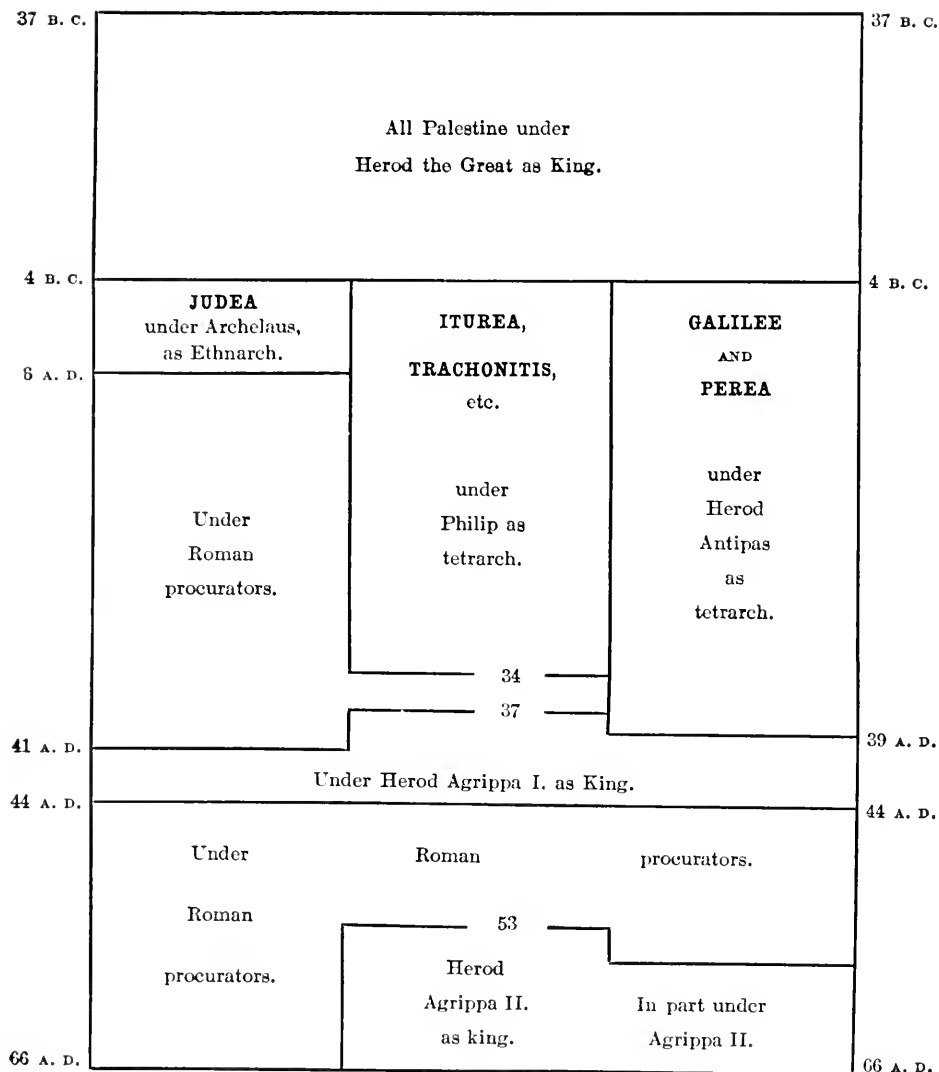 37 B. C.
37 B. C.
All Palestine under
Herod the Great as King.
4 B. C.
4 B. C.
JUDEA
under Archelaus,
as Ethnarch.
6 A. D.
Under
Roman
procurators.
ITUREA,
TRACHONITIS,
etc.
under
Philip as
tetrarch.
GALILEE
AND
PEREA
under
Herod
Antipas
as
tetrarch.
34
37
41 A. D.
39 A. D.
Under Herod Agrippa I. as King.
44 A. D.
44 A. D.
Under Roman procurators.
Roman
procurators.
53
Herod
Agrippa II.
as king.
In part under
Agrippa II.
66 A. D.
66 A. D.